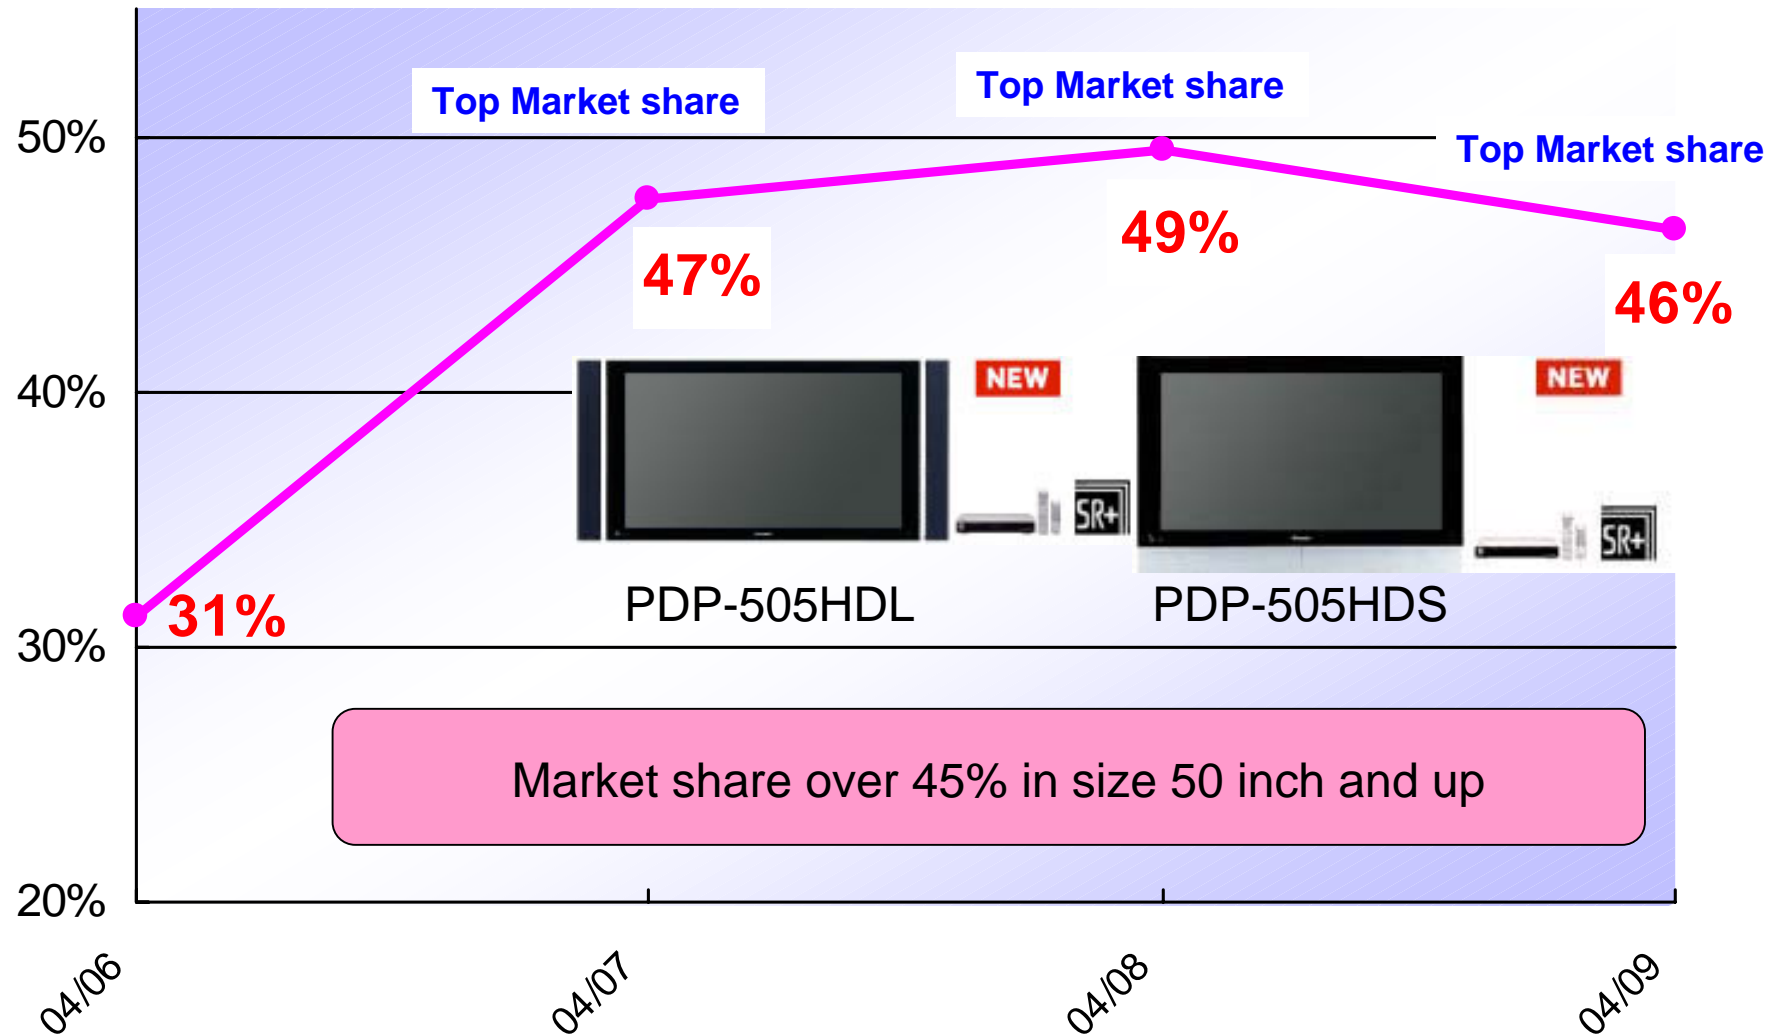 Top Market share
Top Market share
50%
Top Market share
49%
47%
46%
40%
NEW
NEW
SR+
SR+
PDP-505HDL
PDP-505HDS
31%
30%
Market share over 45% in size 50 inch and up
20%
04/06
04/07
04/08
04/09